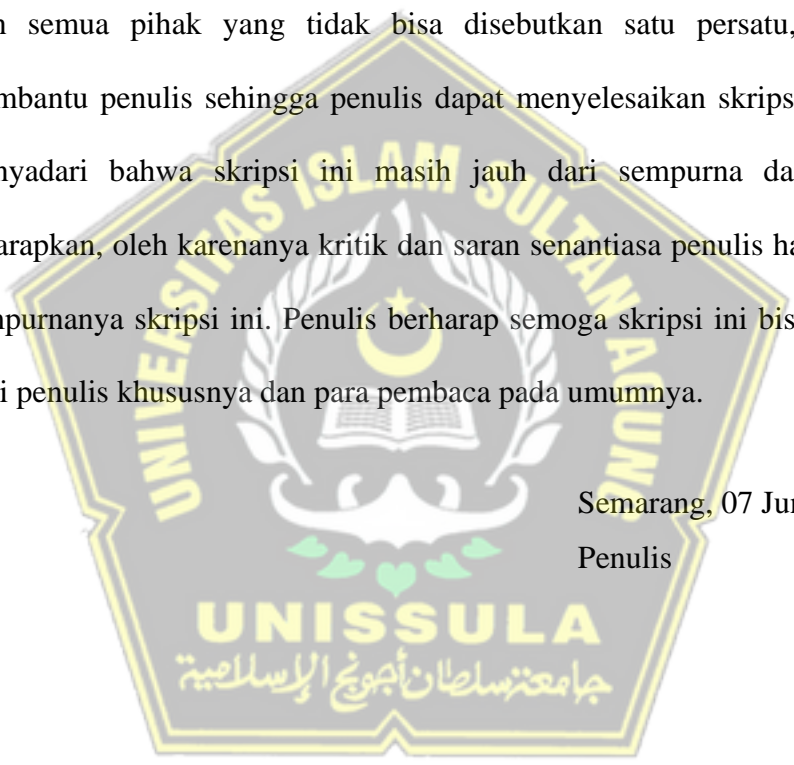 semua pihak yang tidak bisa disebutkan satu persatu,
mbantu penulis sehingga penulis dapat menyelesaikan skrips
nyadari bahwa skripsi ini masih jauh dari sempurna da
arapkan, oleh karenanya kritik dan saran senantiasa penulis ha
npurnanya skripsi ini. Penulis berharap semoga skripsi ini bis
i penulis khususnya dan para pembaca pada umumnya.
Semarang, 07 Jun
Penulis
UNIVERSITAS ISLAM SULTAN AGUNG
UNISSULA
جامعة سلطان أجونج الإسلامية